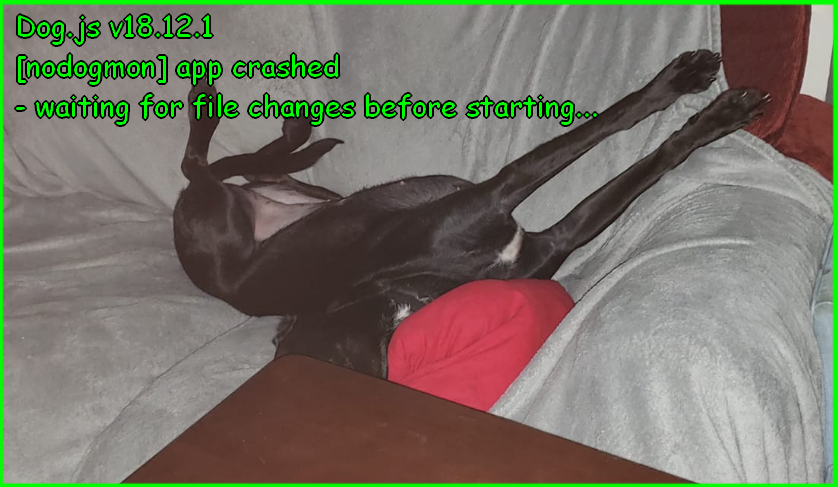 Dog.js v18.12.1
[nodogmon] app crashed
- waiting for file changes before starting...